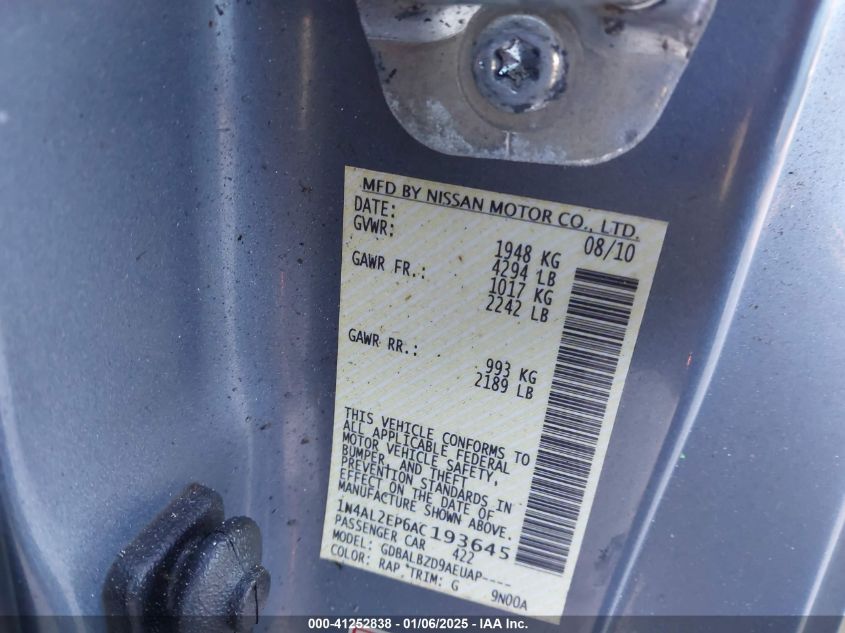 MFD BY NISSAN MOTOR CO., LTD.
DATE: 08/10
GVWR: 1948 KG
4294 LB
GAWR FR.: 1017 KG
2242 LB
GAWR RR.: 993 KG
2189 LB
THIS VEHICLE CONFORMS TO
ALL APPLICABLE FEDERAL
MOTOR VEHICLE SAFETY,
BUMPER, AND THEFT
PREVENTION STANDARDS IN
EFFECT ON THE DATE OF
MANUFACTURE SHOWN ABOVE.
1N4AL2EP6AC193645
PASSENGER CAR 422
MODEL: GDBALBZD9AEUAP----
COLOR: RAP TRIM: G 9N00A
000-41252838 - 01/06/2025 - IAA Inc.